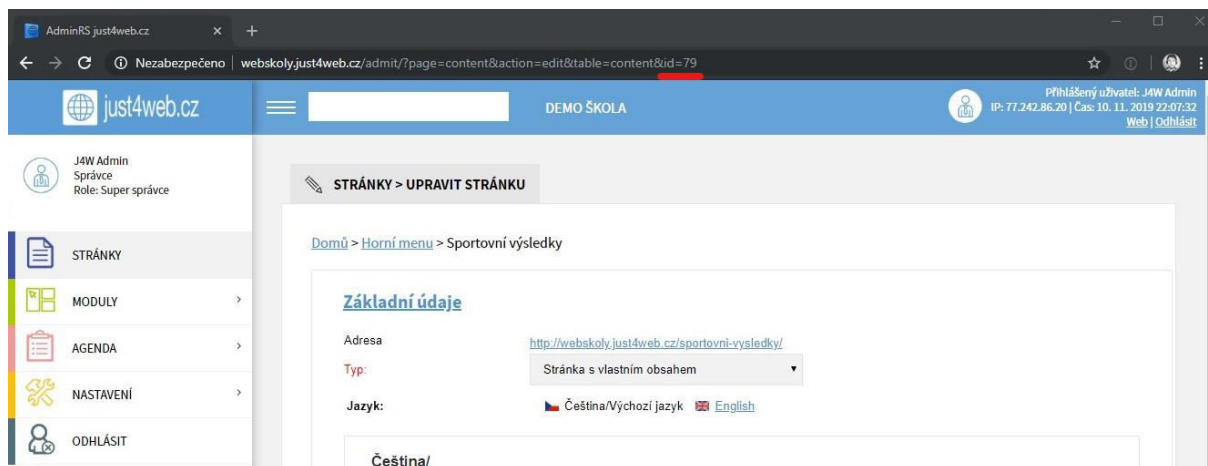 AdminRS just4web.cz
Nezabezpečeno | webskoly.just4web.cz/admit/?page=content&action=edit&table=content&id=79
just4web.cz
DEMO ŠKOLA
Přihlášený uživatel: J4W Admin
IP: 77.242.86.20 | Čas: 10. 11. 2019 22:07:32
Web | Odhlásit
J4W Admin
Správce
Role: Super správce
STRÁNKY > UPRAVIT STRÁNKU
Domů > Horní menu > Sportovní výsledky
STRÁNKY
MODULY
AGENDA
NASTAVENÍ
ODHLÁSIT
Základní údaje
Adresa http://webskoly.just4web.cz/sportovni-vysledky/
Typ: Stránka s vlastním obsahem
Jazyk: Čeština/Výchozí jazyk English
Čeština/